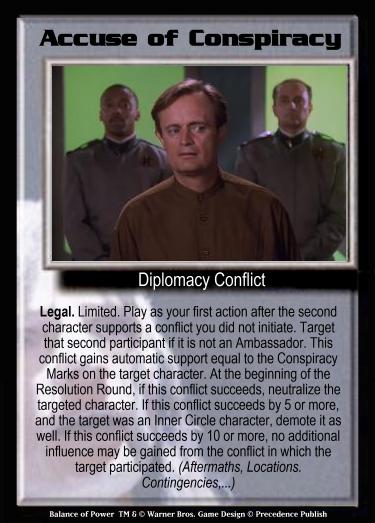 Accuse of Conspiracy
Diplomacy Conflict
Legal. Limited. Play as your first action after the second
character supports a conflict you did not initiate. Target
that second participant if it is not an Ambassador. This
conflict gains automatic support equal to the Conspiracy
Marks on the target character. At the beginning of the
Resolution Round, if this conflict succeeds, neutralize the
targeted character. If this conflict succeeds by 5 or more,
and the target was an Inner Circle character, demote it as
well. If this conflict succeeds by 10 or more, no additional
influence may be gained from the conflict in which the
target participated. (Aftermaths, Locations.
Contingencies,...)
Balance of Power TM & © Warner Bros. Game Design © Precedence Publish